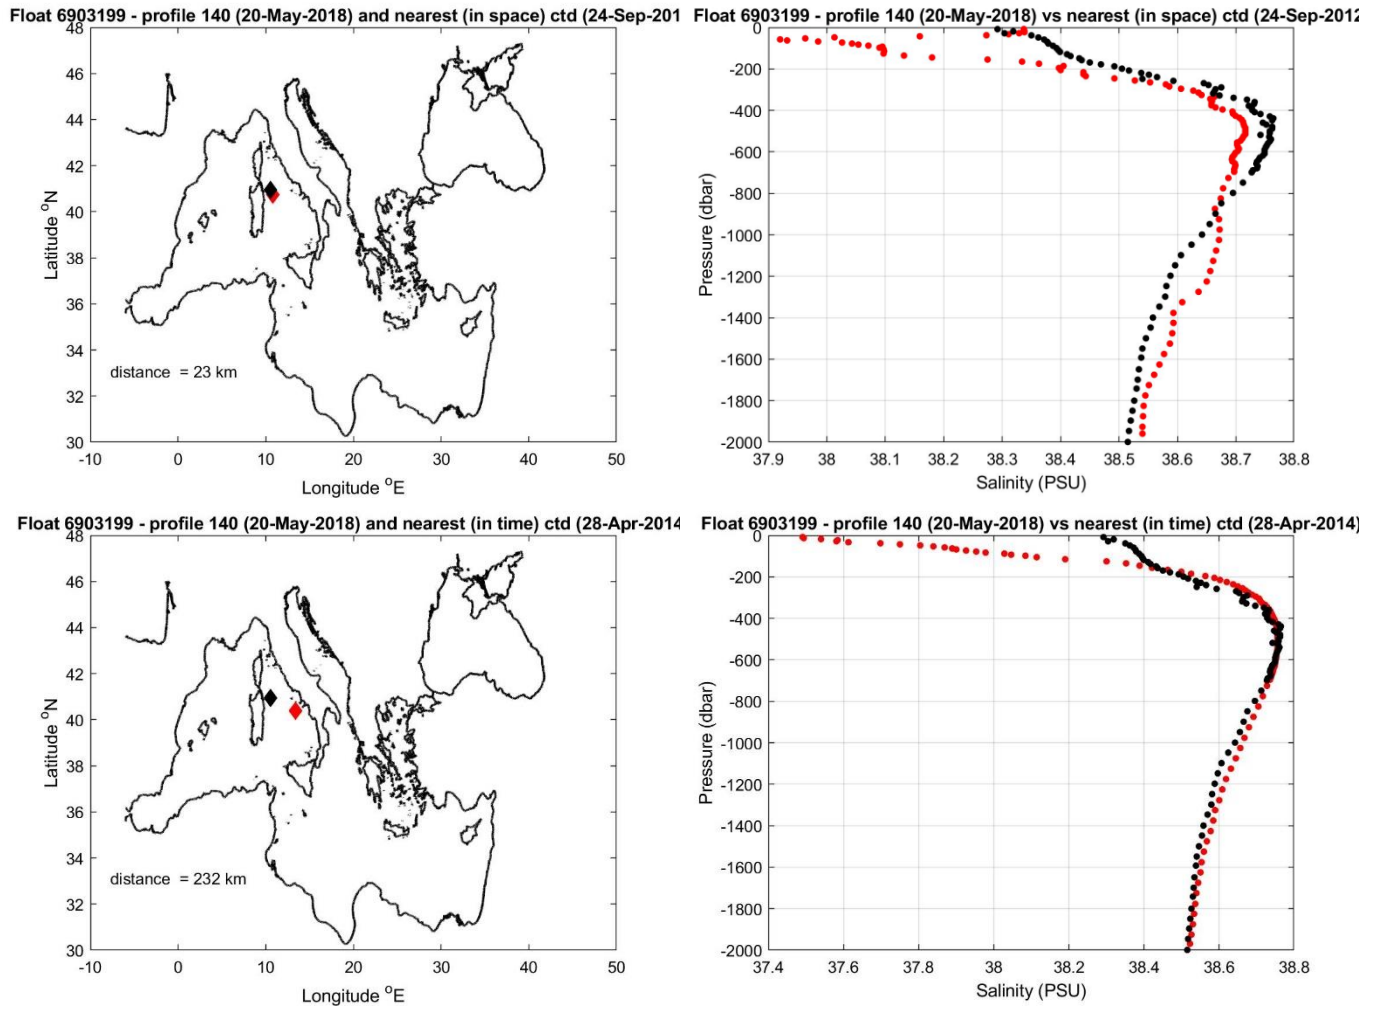 Float 6903199 - profile 140 (20-May-2018) and nearest (in space) ctd (24-Sep-201
48
46
44
42
40
38
36
34
32
30
-10 0 10 20 30 40 50
Latitude °N
Longitude °E
distance = 23 km
Float 6903199 - profile 140 (20-May-2018) vs nearest (in space) ctd (24-Sep-2012
0
-200
-400
-600
-800
-1000
-1200
-1400
-1600
-1800
-2000
37.9 38 38.1 38.2 38.3 38.4 38.5 38.6 38.7 38.8
Pressure (dbar)
Salinity (PSU)
Float 6903199 - profile 140 (20-May-2018) and nearest (in time) ctd (28-Apr-2014
48
46
44
42
40
38
36
34
32
30
-10 0 10 20 30 40 50
Latitude °N
Longitude °E
distance = 232 km
Float 6903199 - profile 140 (20-May-2018) vs nearest (in time) ctd (28-Apr-2014)
0
-200
-400
-600
-800
-1000
-1200
-1400
-1600
-1800
-2000
37.4 37.6 37.8 38 38.2 38.4 38.6 38.8
Pressure (dbar)
Salinity (PSU)